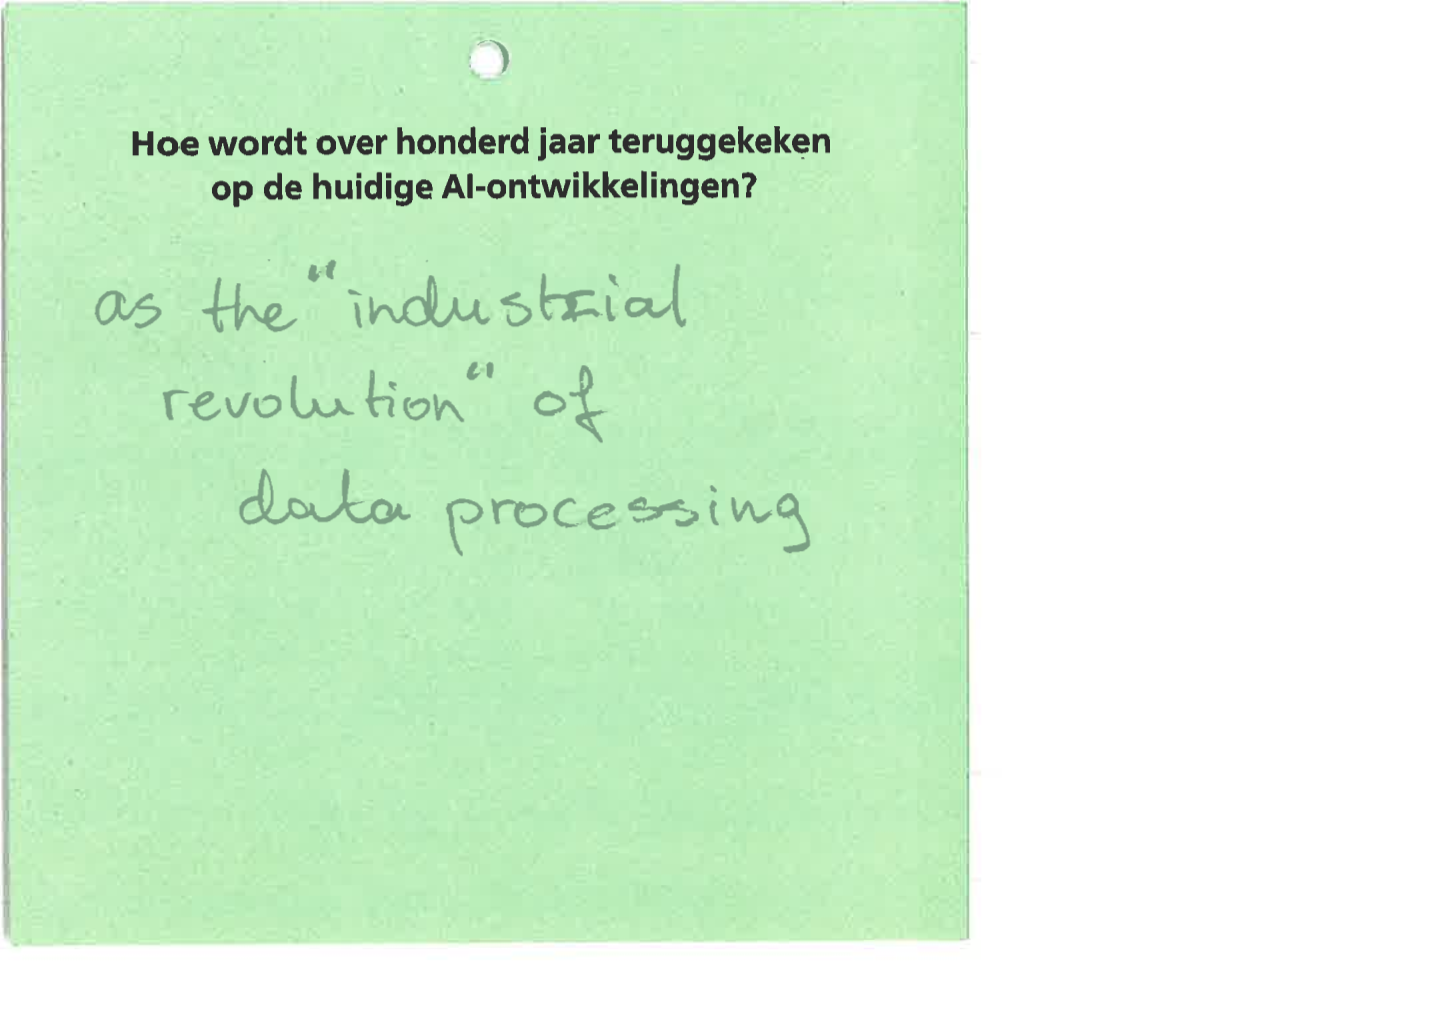 Hoe wordt over honderd jaar teruggekeken
op de huidige AI-ontwikkelingen?
as the "industrial
revolution" of
data processing